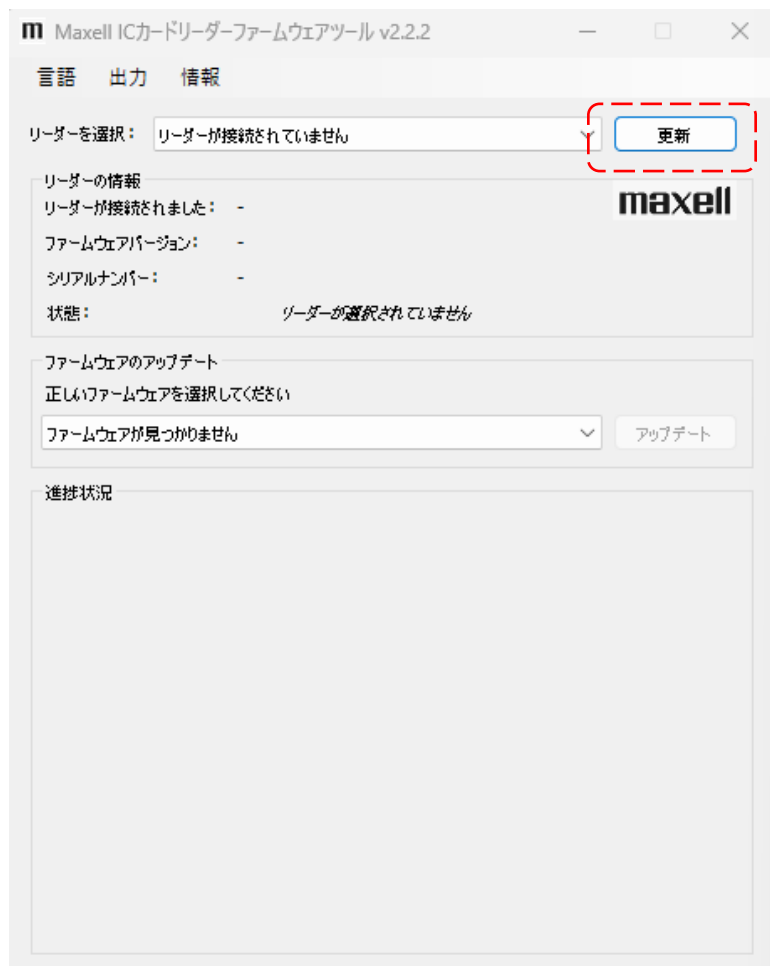 m Maxell ICカードリーダーファームウェアツール v2.2.2
言語 出力 情報
リーダーを選択： リーダーが接続されていません 更新
リーダーの情報
maxell
リーダーが接続されました： -
ファームウェアバージョン： -
シリアルナンバー： -
状態： リーダーが選択されていません
ファームウェアのアップデート
正しいファームウェアを選択してください
ファームウェアが見つかりません アップデート
進捗状況